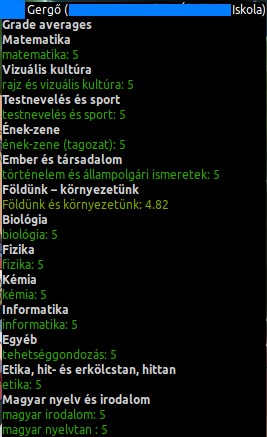 Gergő (Iskola)
Grade averages
Matematika
matematika: 5
Vizuális kultúra
rajz és vizuális kultúra: 5
Testnevelés és sport
testnevelés és sport: 5
Ének-zene
ének-zene (tagozat): 5
Ember és társadalom
történelem és állampolgári ismeretek: 5
Földünk – környezetünk
Földünk és környezetünk: 4.82
Biológia
biológia: 5
Fizika
fizika: 5
Kémia
kémia: 5
Informatika
informatika: 5
Egyéb
tehetséggondozás: 5
Etika, hit- és erkölcstan, hittan
etika: 5
Magyar nyelv és irodalom
magyar irodalom: 5
magyar nyelvtan : 5